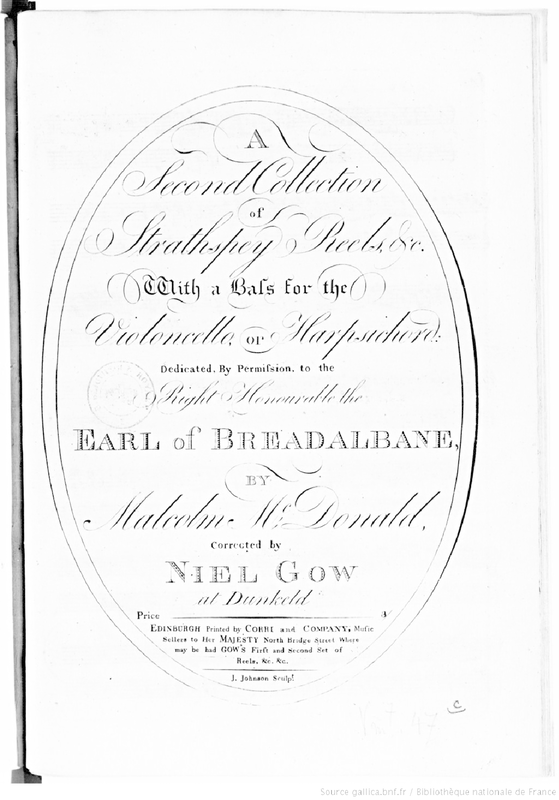 A
Second Collection
of
Strathspey Reels, &c.
With a Baſs for the
Violoncello, or Harpsichord:
Dedicated, By Permiſsion, to the
Right Honourable the
EARL of BREADALBANE,
BY
Malcolm Mc. Donald,
Corrected by
NIEL GOW
at Dunkeld
Price
EDINBURGH Printed by CORRI and COMPANY, Muſic
Sellers to Her MAJESTY North Bridge Street Where
may be had GOW'S Firſt and Second Set of
Reels, &c. &c.
J. Johnson Sculpt.
Source gallica.bnf.fr / Bibliothèque nationale de France